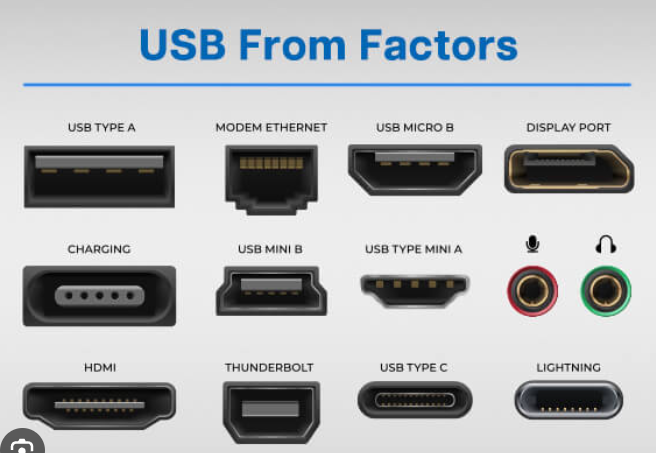 USB From Factors
USB TYPE A
MODEM ETHERNET
USB MICRO B
DISPLAY PORT
CHARGING
USB MINI B
USB TYPE MINI A
HDMI
THUNDERBOLT
USB TYPE C
LIGHTNING